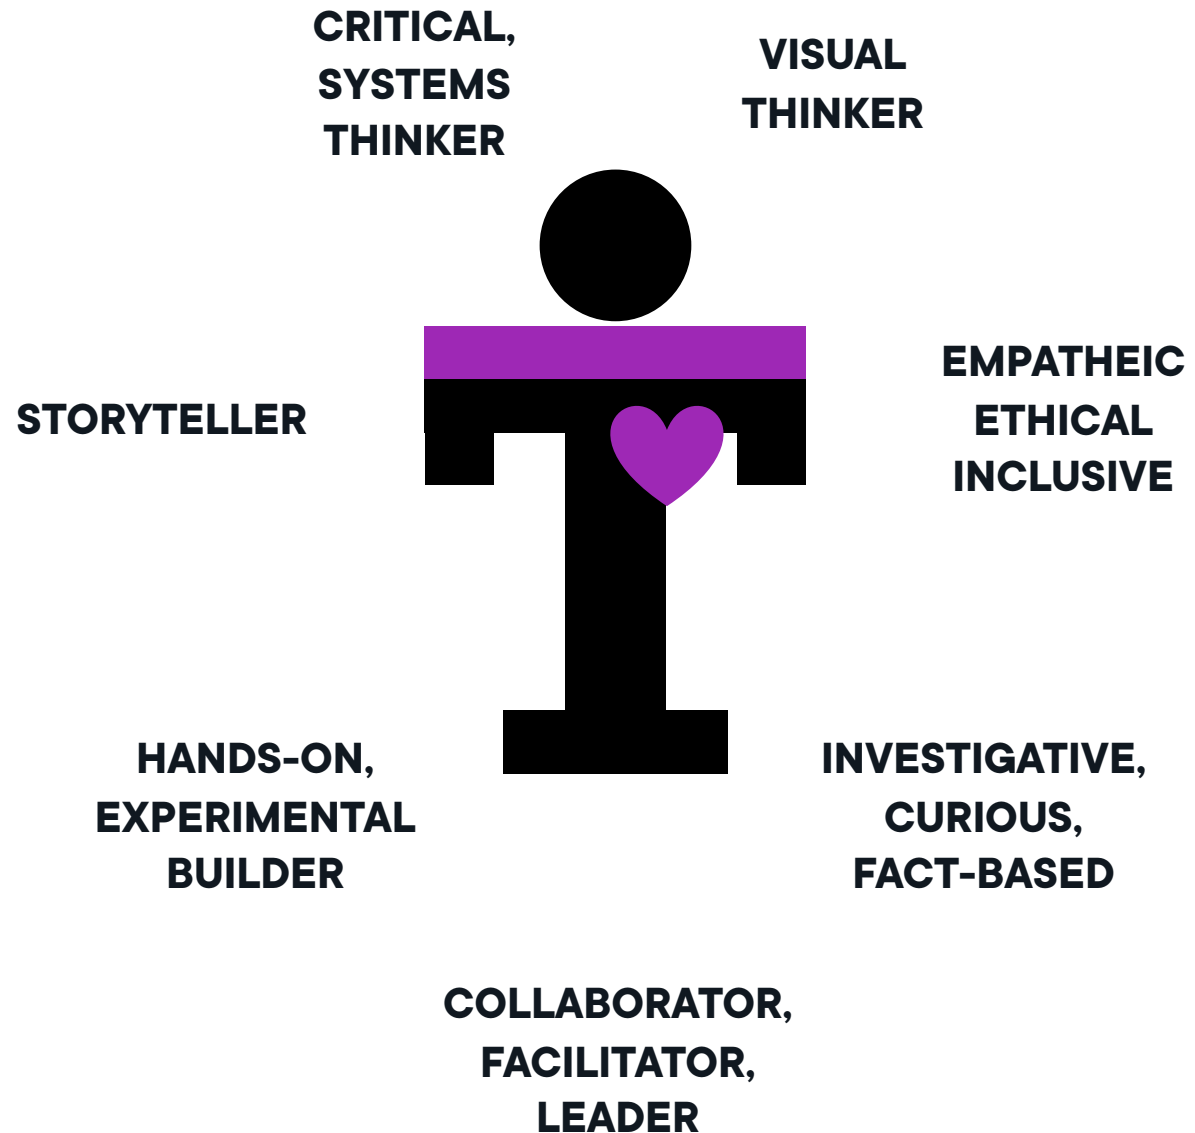 CRITICAL,
SYSTEMS
THINKER
VISUAL
THINKER
STORYTELLER
EMPATHEIC
ETHICAL
INCLUSIVE
HANDS-ON,
EXPERIMENTAL
BUILDER
INVESTIGATIVE,
CURIOUS,
FACT-BASED
COLLABORATOR,
FACILITATOR,
LEADER